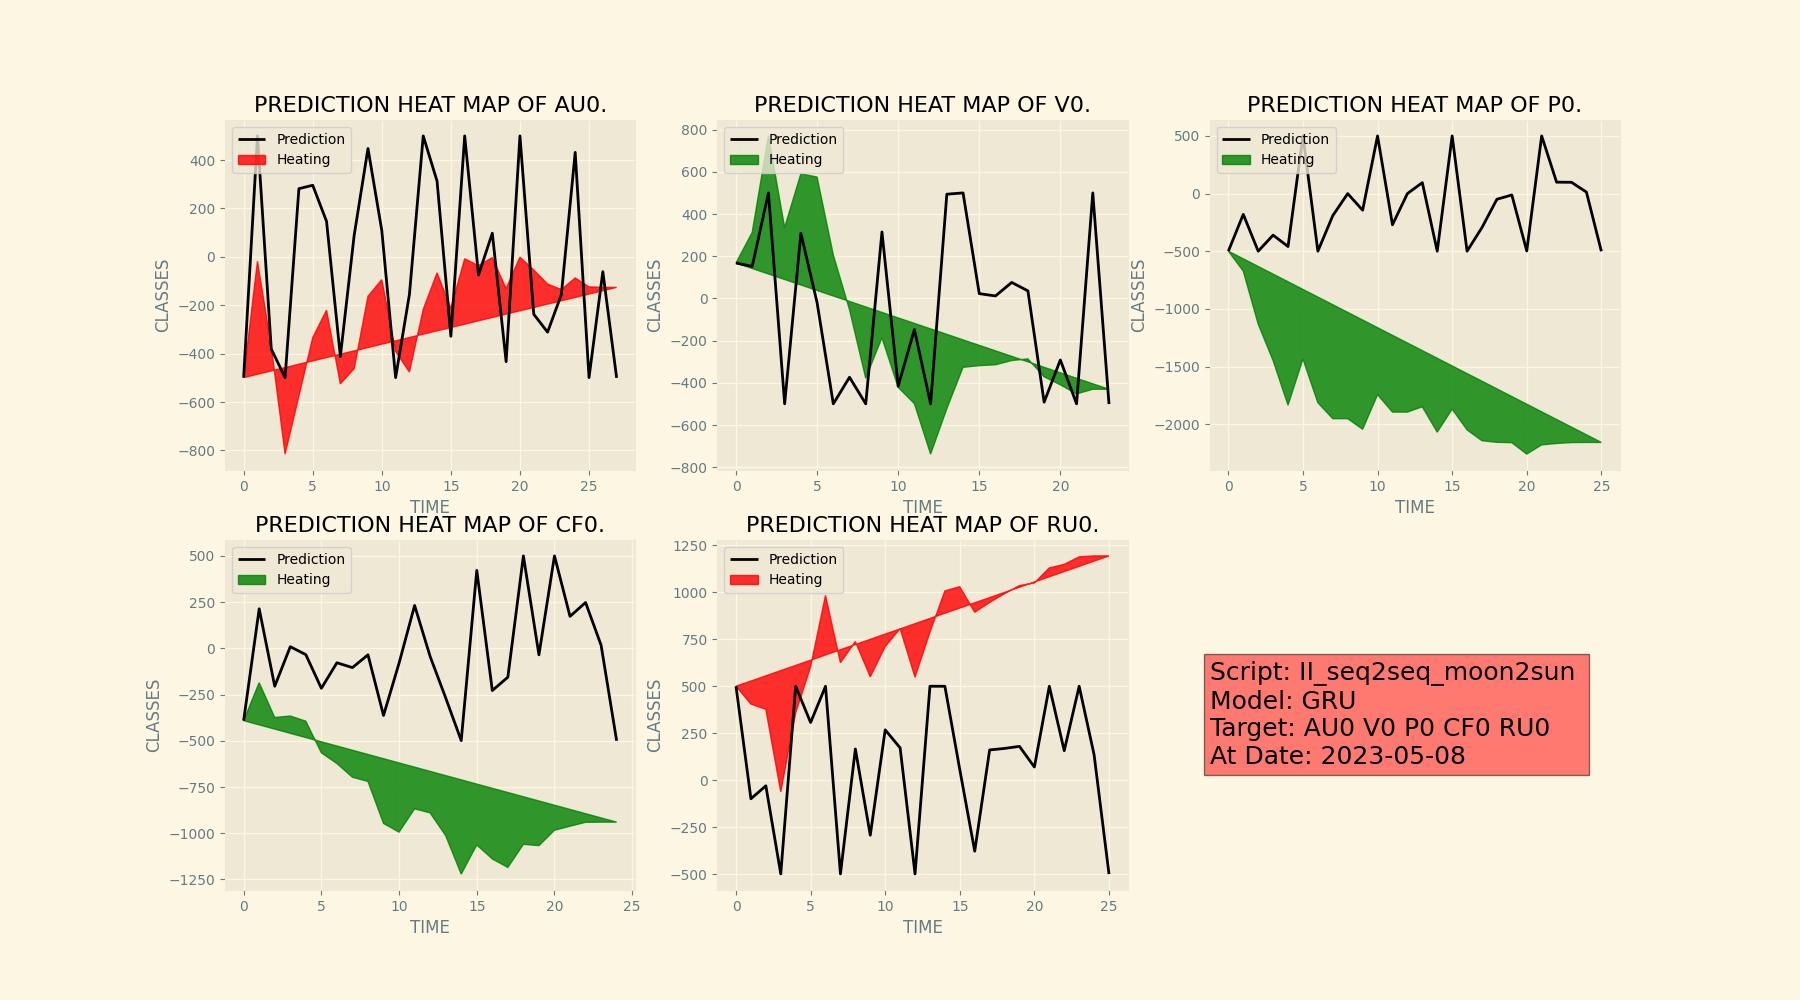 PREDICTION HEAT MAP OF AU0.
Prediction
Heating
400
200
0
−200
−400
−600
−800
CLASSES
0 5 10 15 20 25
TIME
PREDICTION HEAT MAP OF V0.
Prediction
Heating
800
600
400
200
0
−200
−400
−600
−800
CLASSES
0 5 10 15 20
TIME
PREDICTION HEAT MAP OF P0.
Prediction
Heating
500
0
−500
−1000
−1500
−2000
CLASSES
0 5 10 15 20 25
TIME
PREDICTION HEAT MAP OF CF0.
Prediction
Heating
500
250
0
−250
−500
−750
−1000
−1250
CLASSES
0 5 10 15 20 25
TIME
PREDICTION HEAT MAP OF RU0.
Prediction
Heating
1250
1000
750
500
250
0
−250
−500
CLASSES
0 5 10 15 20 25
TIME
Script: II_seq2seq_moon2sun
Model: GRU
Target: AU0 V0 P0 CF0 RU0
At Date: 2023-05-08